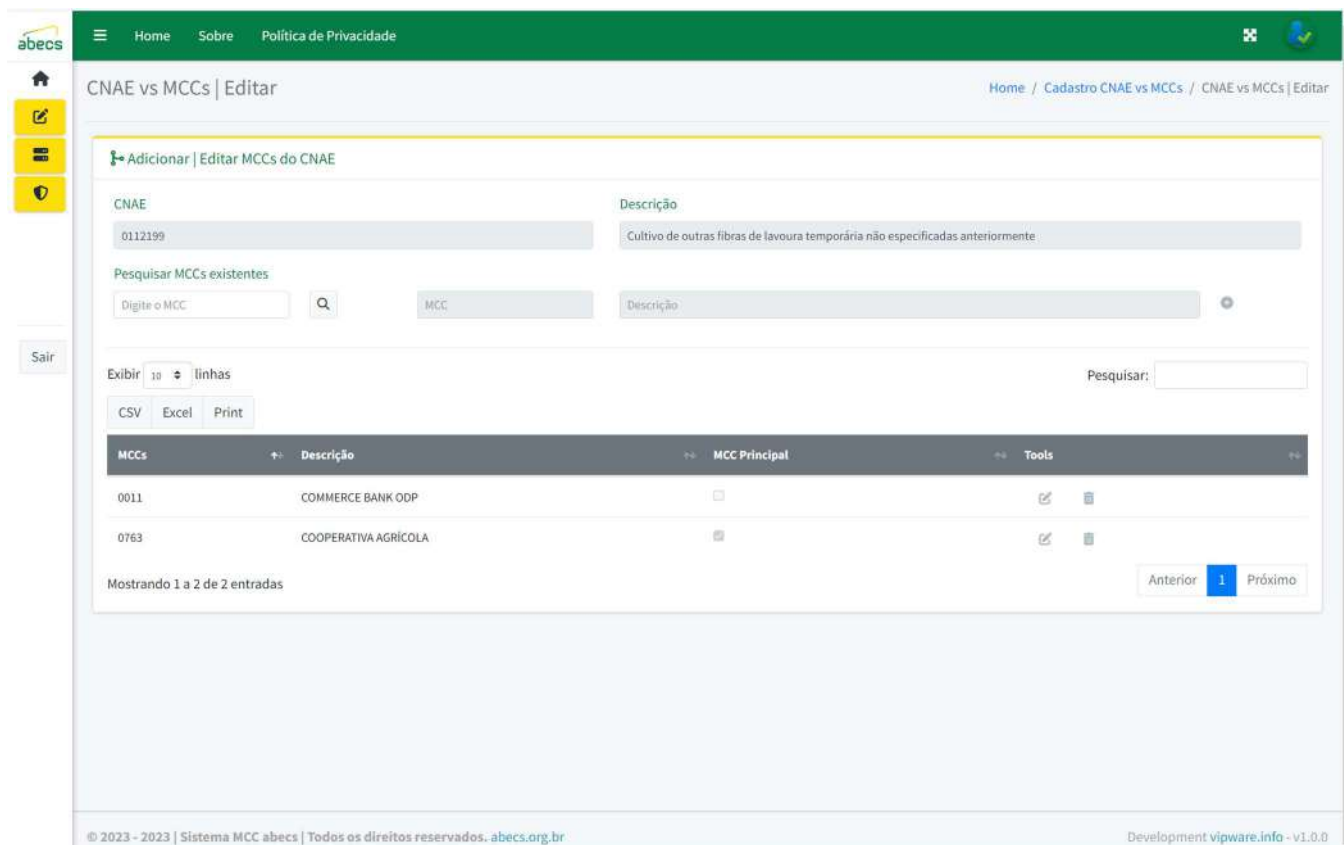 abecs
Home Sobre Política de Privacidade
CNAE vs MCCs | Editar
Home / Cadastro CNAE vs MCCs / CNAE vs MCCs | Editar
Adicionar | Editar MCCs do CNAE
CNAE Descrição
0112199 Cultivo de outras fibras de lavoura temporária não especificadas anteriormente
Pesquisar MCCs existentes
Digite o MCC MCC Descrição
Sair
Exibir 10 linhas Pesquisar:
CSV Excel Print
MCCs Descrição MCC Principal Tools
0011 COMMERCE BANK ODP
0763 COOPERATIVA AGRÍCOLA
Mostrando 1 a 2 de 2 entradas
Anterior 1 Próximo
© 2023 - 2023 | Sistema MCC abecs | Todos os direitos reservados. abecs.org.br
Development vipware.info - v1.0.0